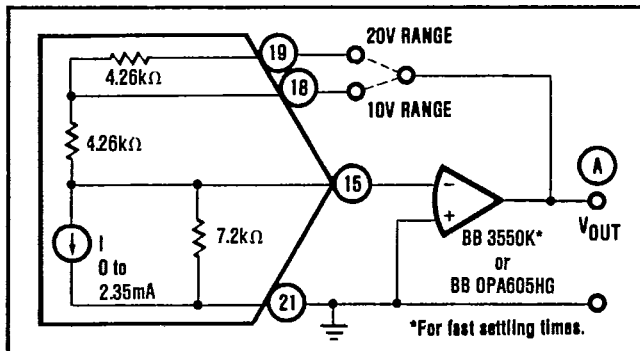 19
20V RANGE
4.26kΩ
18
10V RANGE
4.26kΩ
15
A
−
+
7.2kΩ
I
0 to
2.35mA
BB 3550K*
or
BB OPA605HG
VOUT
21
*For fast settling times.